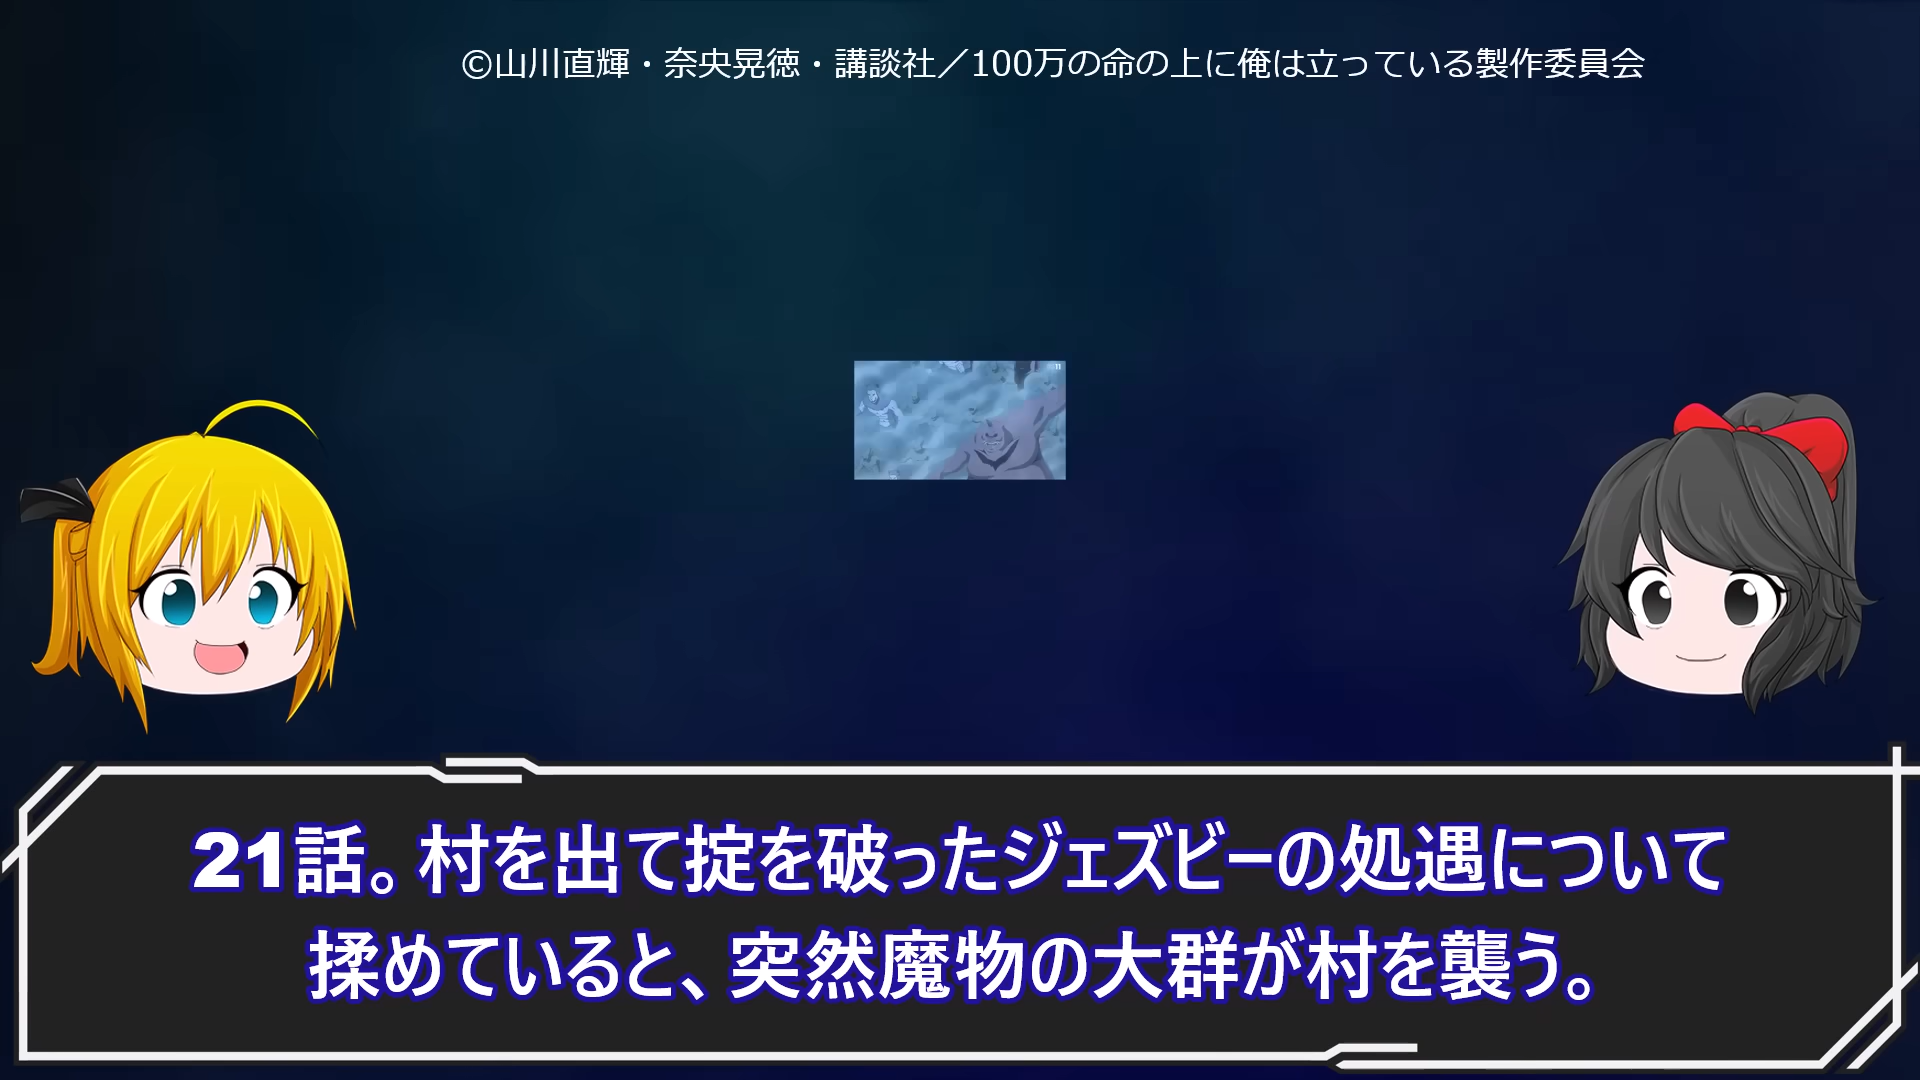 ©山川直輝・奈央晃徳・講談社／100万の命の上に俺は立っている製作委員会
21話。村を出て掟を破ったジェズビーの処遇について
揉めていると、突然魔物の大群が村を襲う。